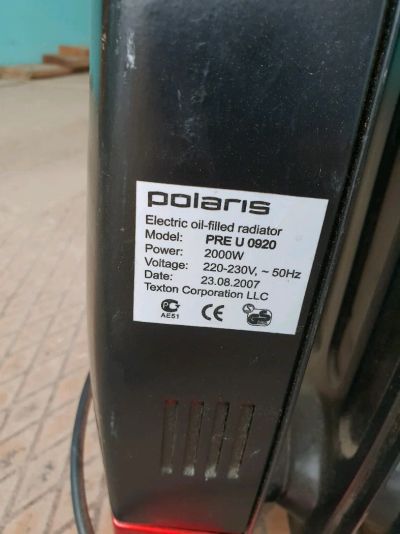 polaris
Electric oil-filled radiator
Model: PRE U 0920
Power: 2000W
Voltage: 220-230V, ~ 50Hz
Date: 23.08.2007
Texton Corporation LLC
AE51
CE